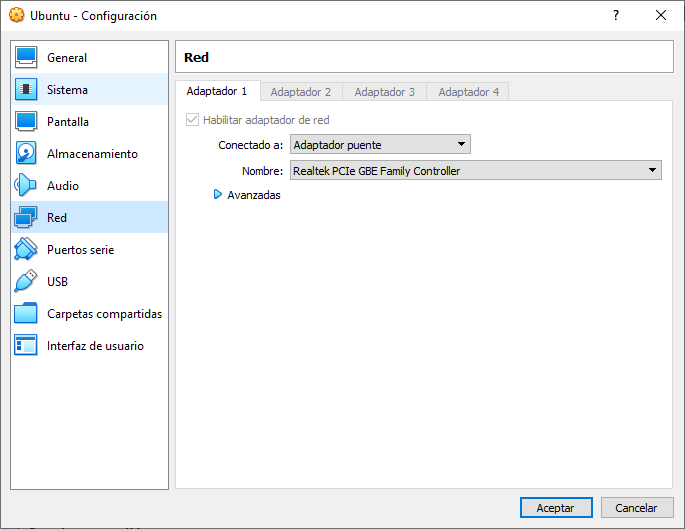 Ubuntu - Configuración
?
General
Sistema
Pantalla
Almacenamiento
Audio
Red
Puertos serie
USB
Carpetas compartidas
Interfaz de usuario
Red
Adaptador 1 Adaptador 2 Adaptador 3 Adaptador 4
Habilitar adaptador de red
Conectado a: Adaptador puente
Nombre: Realtek PCIe GBE Family Controller
Avanzadas
Aceptar Cancelar